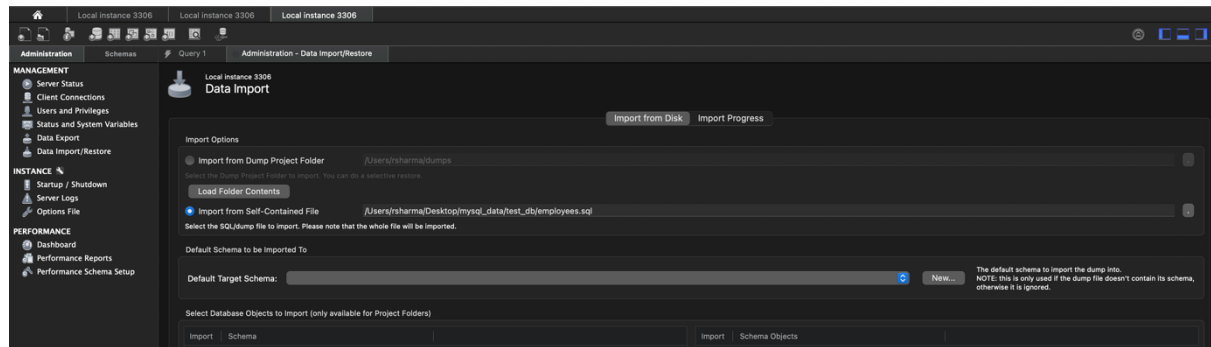 Local instance 3306
Local instance 3306
Local instance 3306
Administration
Schemas
Query 1
Administration - Data Import/Restore
MANAGEMENT
Server Status
Client Connections
Users and Privileges
Status and System Variables
Data Export
Data Import/Restore
INSTANCE
Startup / Shutdown
Server Logs
Options File
PERFORMANCE
Dashboard
Performance Reports
Performance Schema Setup
Local instance 3306
Data Import
Import from Disk
Import Progress
Import Options
Import from Dump Project Folder
/Users/rsharma/dumps
Select the Dump Project Folder to import. You can do a selective restore.
Load Folder Contents
Import from Self-Contained File
/Users/rsharma/Desktop/mysql_data/test_db/employees.sql
Select the SQL/dump file to import. Please note that the whole file will be imported.
Default Schema to be Imported To
Default Target Schema:
New...
The default schema to import the dump into.
NOTE: this is only used if the dump file doesn't contain its schema,
otherwise it is ignored.
Select Database Objects to Import (only available for Project Folders)
Import
Schema
Import
Schema Objects